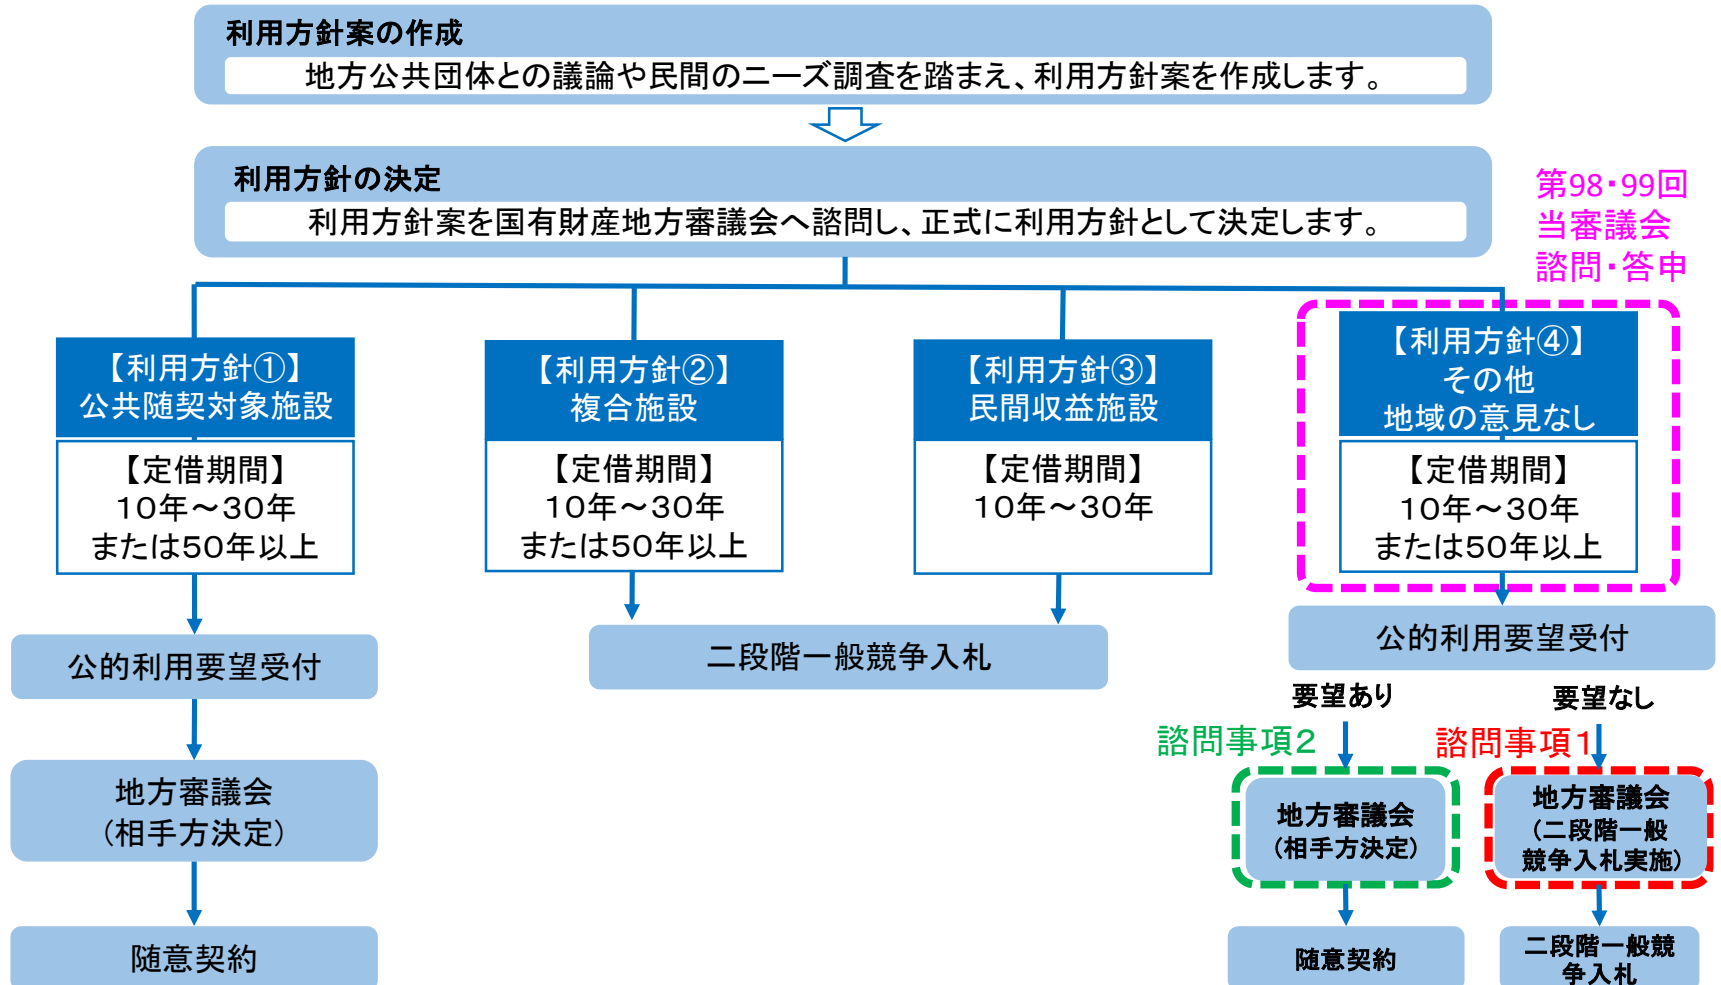 利用方針案の作成
地方公共団体との議論や民間のニーズ調査を踏まえ、利用方針案を作成します。
利用方針の決定
利用方針案を国有財産地方審議会へ諮問し、正式に利用方針として決定します。
第98・99回
当審議会
諮問・答申
【利用方針①】
公共随契対象施設
【定借期間】
10年～30年
または50年以上
公的利用要望受付
地方審議会
(相手方決定)
随意契約
【利用方針②】
複合施設
【定借期間】
10年～30年
または50年以上
【利用方針③】
民間収益施設
【定借期間】
10年～30年
二段階一般競争入札
【利用方針④】
その他
地域の意見なし
【定借期間】
10年～30年
または50年以上
公的利用要望受付
要望あり
諮問事項2
地方審議会
(相手方決定)
随意契約
要望なし
諮問事項1
地方審議会
(二段階一般
競争入札実施)
二段階一般競
争入札